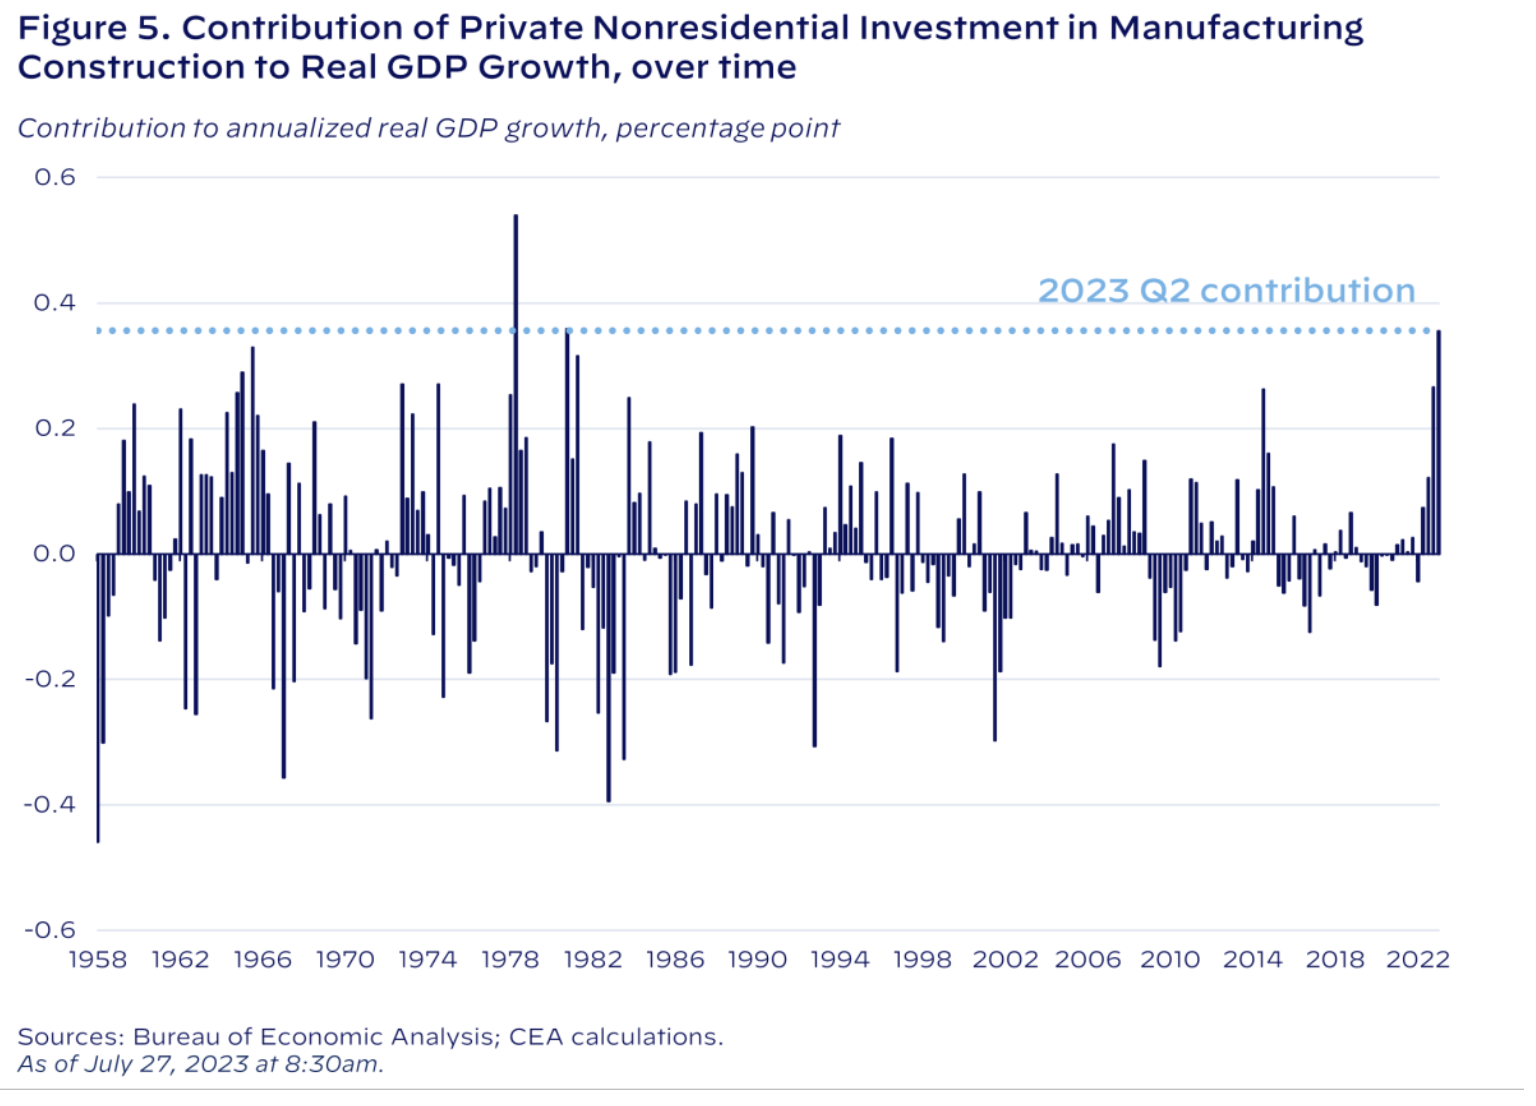 Figure 5. Contribution of Private Nonresidential Investment in Manufacturing
Construction to Real GDP Growth, over time
Contribution to annualized real GDP growth, percentage point
0.6
0.4
2023 Q2 contribution
0.2
0.0
-0.2
-0.4
-0.6
1958 1962 1966 1970 1974 1978 1982 1986 1990 1994 1998 2002 2006 2010 2014 2018 2022
Sources: Bureau of Economic Analysis; CEA calculations.
As of July 27, 2023 at 8:30am.